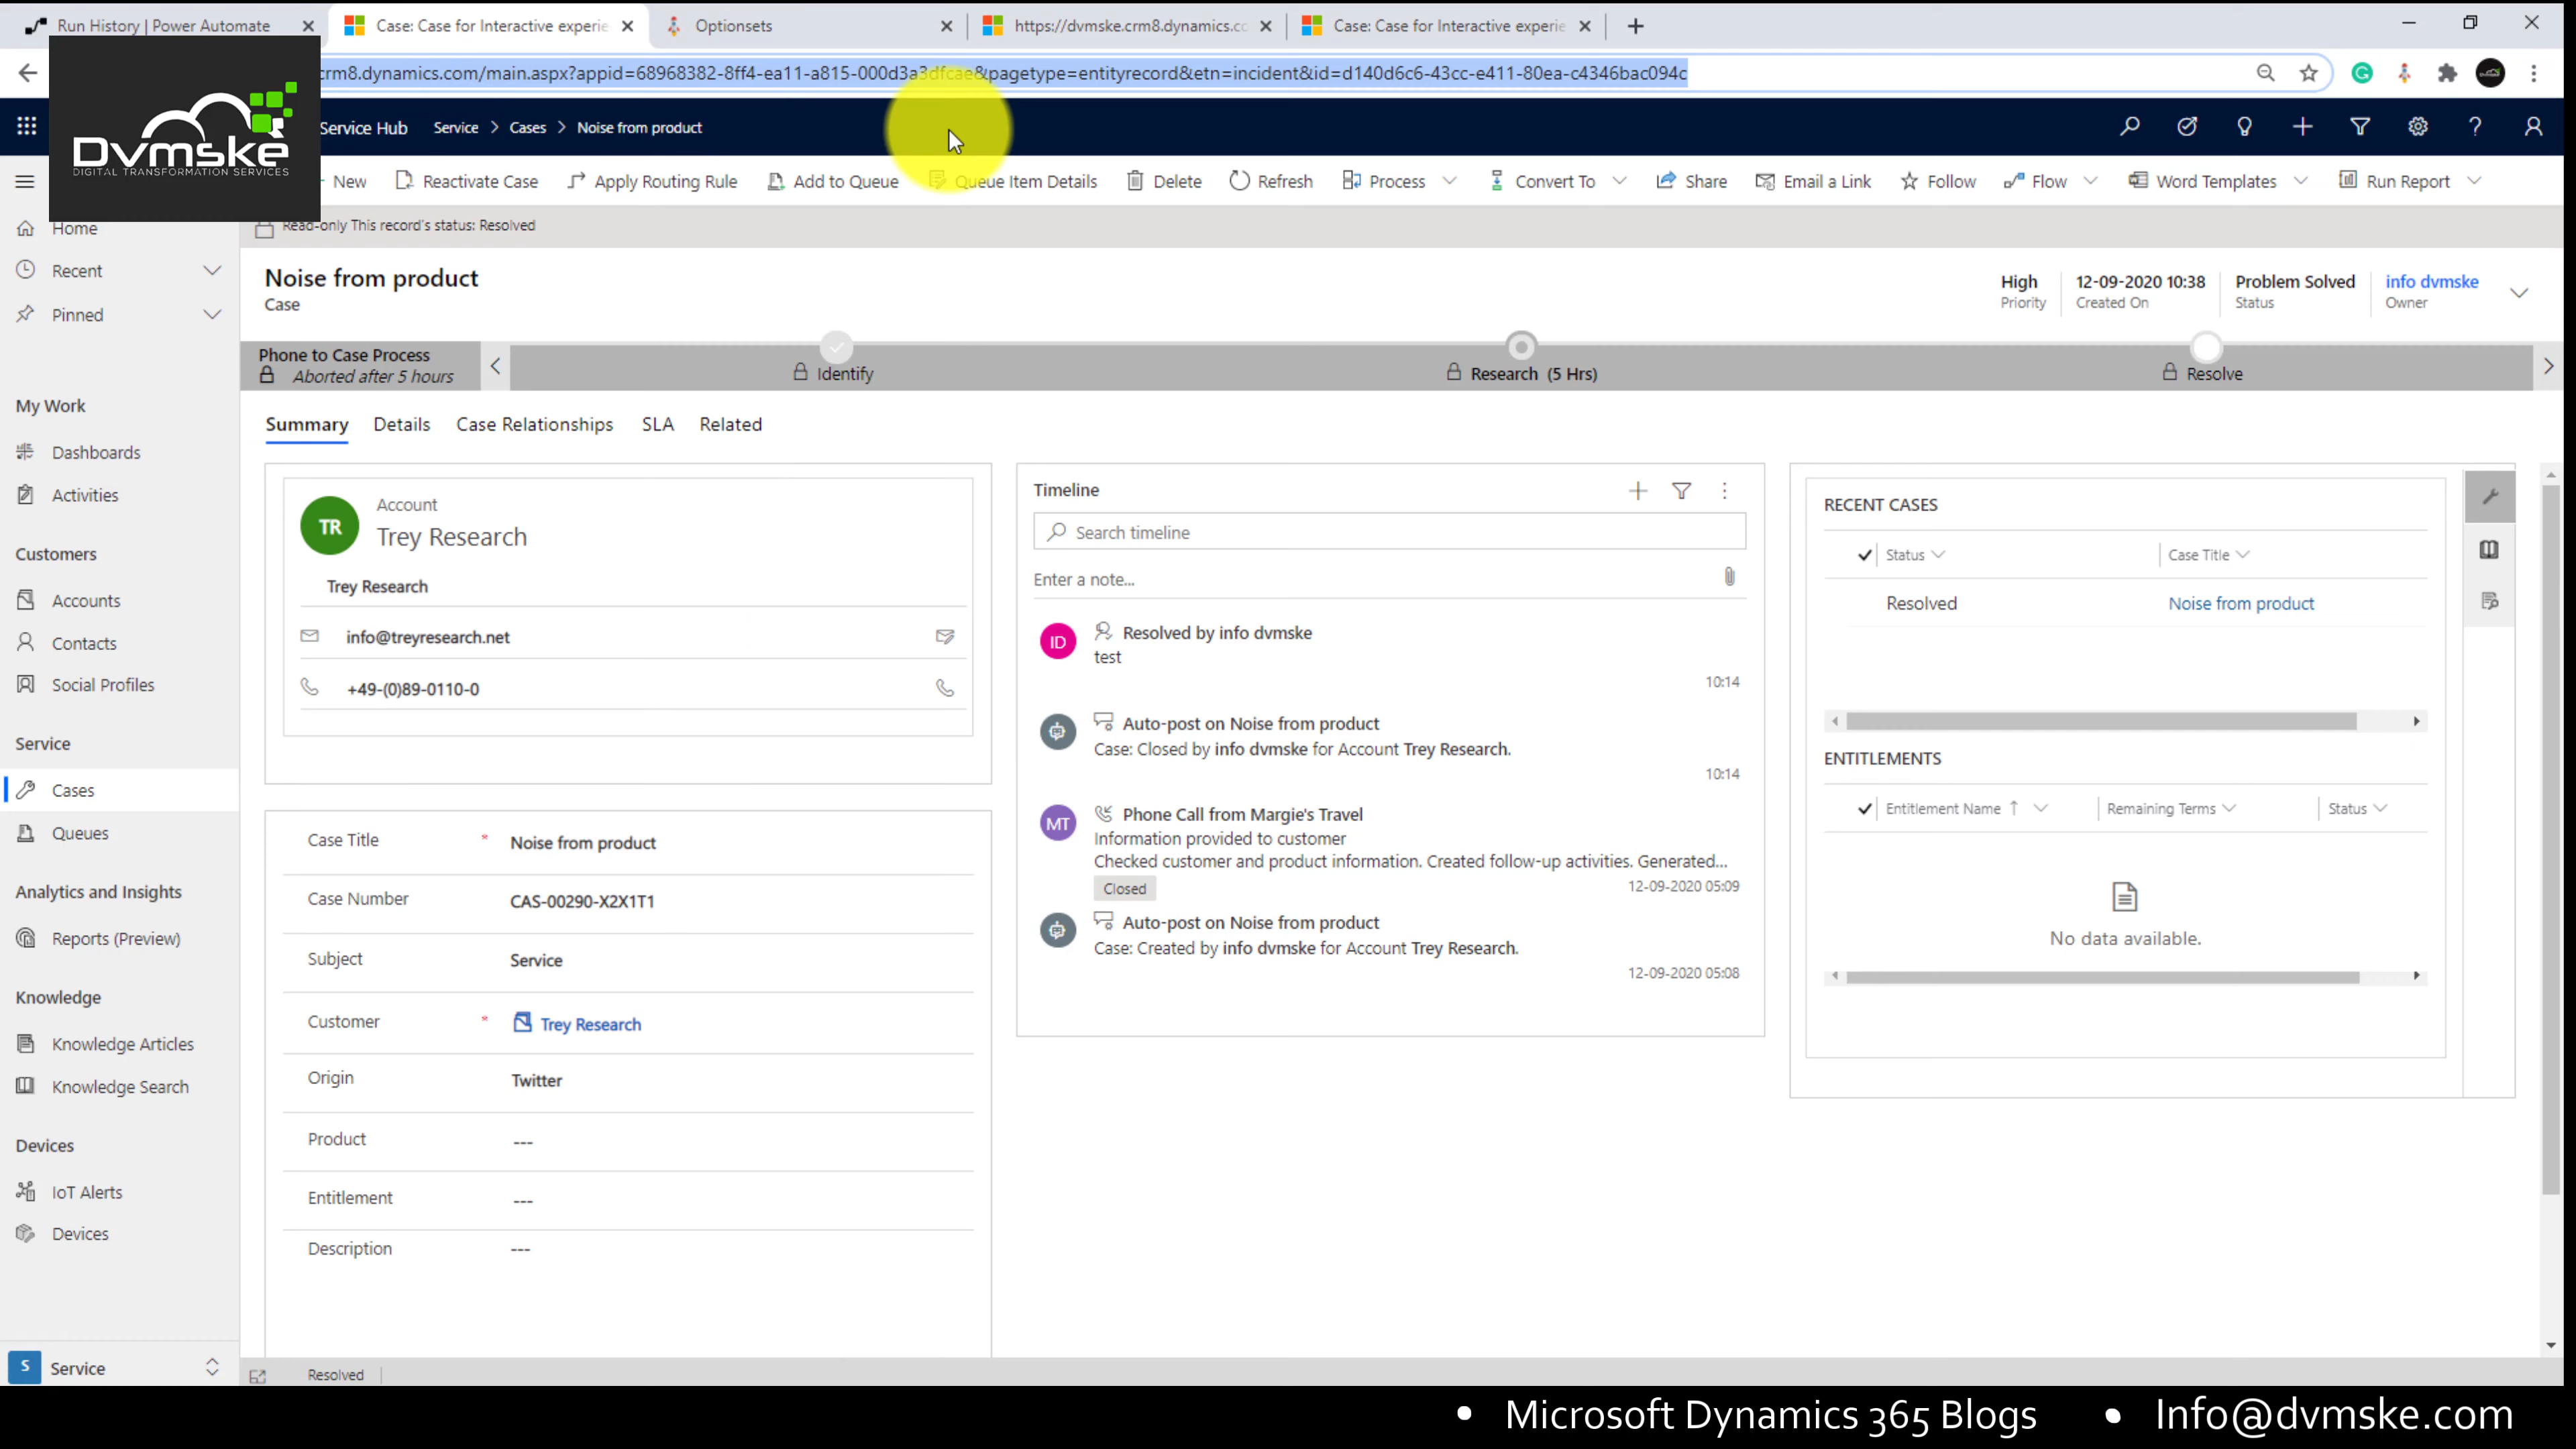 Run History | Power Automate
Case: Case for Interactive experie
Optionsets
https://dvmske.crm8.dynamics.co
Case: Case for Interactive experie
crm8.dynamics.com/main.aspx?appid=68968382-8ff4-ea11-a815-000d3a3dfcae&pagetype=entityrecord&etn=incident&id=d140d6c6-43cc-e411-80ea-c4346bac094c
Dvmske
DIGITAL TRANSFORMATION SERVICES
Service Hub Service > Cases > Noise from product
New Reactivate Case Apply Routing Rule Add to Queue Queue Item Details Delete Refresh Process Convert To Share Email a Link Follow Flow Word Templates Run Report
Read-only This record's status: Resolved
Home
Recent
Pinned
My Work
Dashboards
Activities
Customers
Accounts
Contacts
Social Profiles
Service
Cases
Queues
Analytics and Insights
Reports (Preview)
Knowledge
Knowledge Articles
Knowledge Search
Devices
IoT Alerts
Devices
S Service
Noise from product
Case
High
Priority
12-09-2020 10:38
Created On
Problem Solved
Status
info dvmske
Owner
Phone to Case Process
Aborted after 5 hours
Identify
Research (5 Hrs)
Resolve
Summary Details Case Relationships SLA Related
TR
Account
Trey Research
Trey Research
info@treyresearch.net
+49-(0)89-0110-0
Case Title * Noise from product
Case Number CAS-00290-X2X1T1
Subject Service
Customer * Trey Research
Origin Twitter
Product ---
Entitlement ---
Description ---
Timeline
Search timeline
Enter a note...
ID
Resolved by info dvmske
test
10:14
Auto-post on Noise from product
Case: Closed by info dvmske for Account Trey Research.
10:14
MT
Phone Call from Margie's Travel
Information provided to customer
Checked customer and product information. Created follow-up activities. Generated...
Closed 12-09-2020 05:09
Auto-post on Noise from product
Case: Created by info dvmske for Account Trey Research.
12-09-2020 05:08
RECENT CASES
Status Case Title
Resolved Noise from product
ENTITLEMENTS
Entitlement Name ↑ Remaining Terms Status
No data available.
Resolved
• Microsoft Dynamics 365 Blogs • Info@dvmske.com